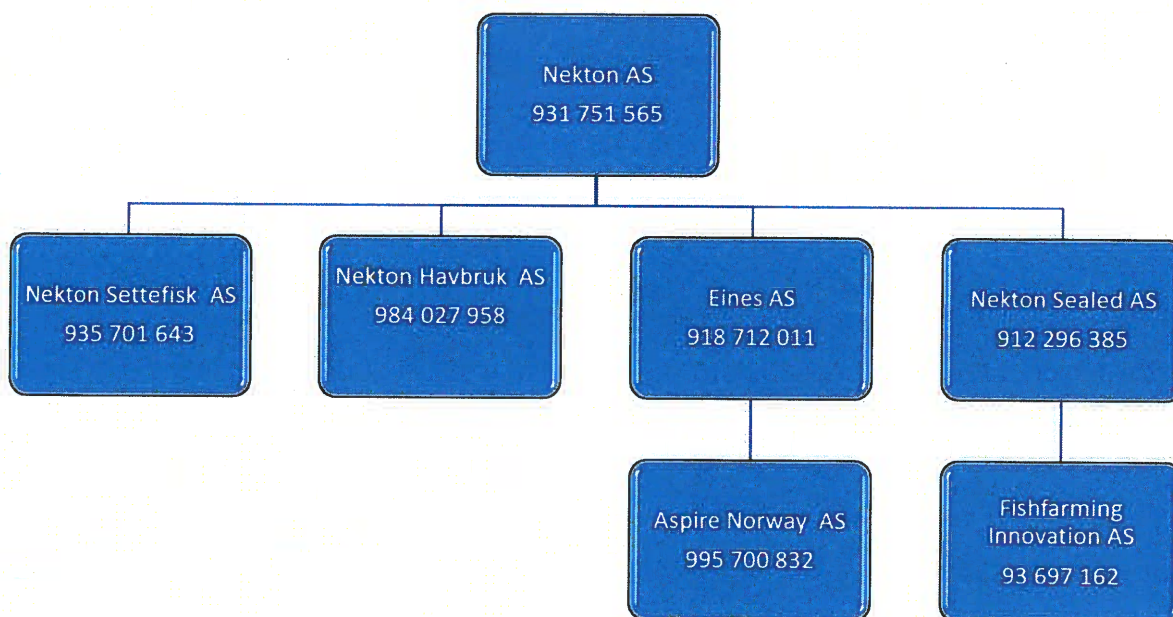 Nekton AS
931 751 565
Nekton Settefisk AS
935 701 643
Nekton Havbruk AS
984 027 958
Eines AS
918 712 011
Nekton Sealed AS
912 296 385
Aspire Norway AS
995 700 832
Fishfarming
Innovation AS
93 697 162